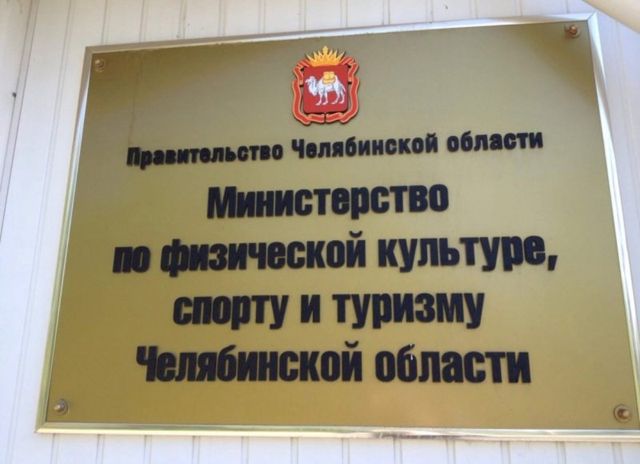 Правительство Челябинской области
Министерство
по физической культуре,
спорту и туризму
Челябинской области